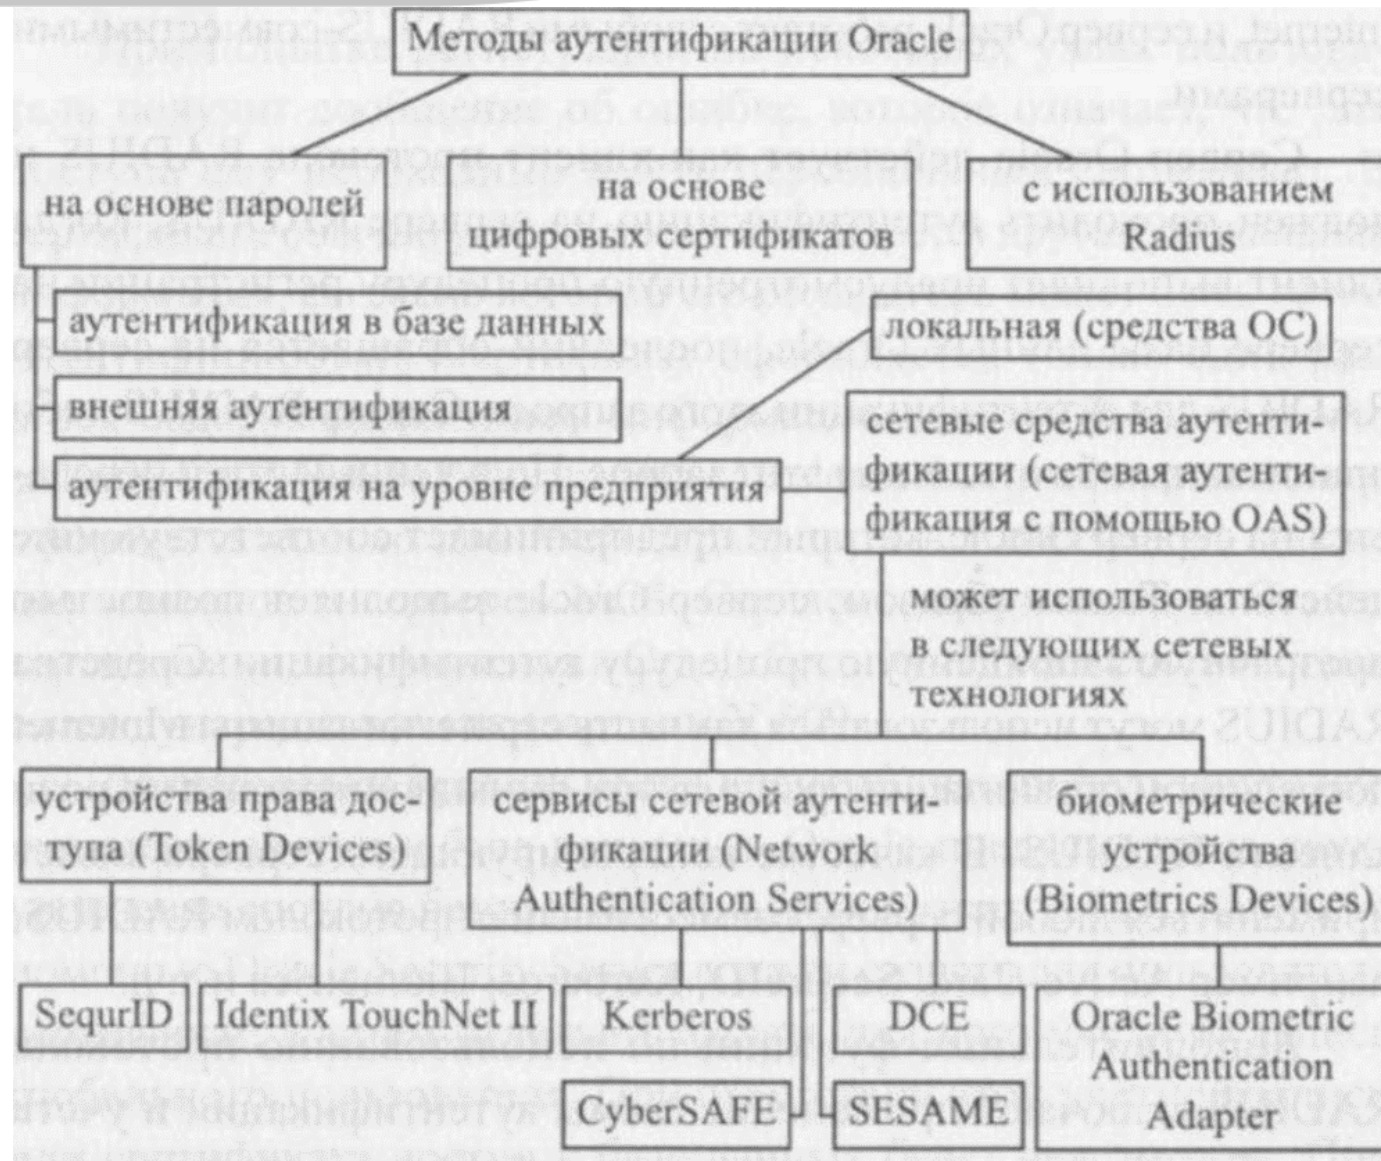 Методы аутентификации Oracle
на основе паролей
на основе
цифровых сертификатов
с использованием
Radius
аутентификация в базе данных
локальная (средства ОС)
внешняя аутентификация
сетевые средства аутенти-
фикации (сетевая аутенти-
фикация с помощью OAS)
аутентификация на уровне предприятия
может использоваться
в следующих сетевых
технологиях
устройства права дос-
тупа (Token Devices)
сервисы сетевой аутенти-
фикации (Network
Authentication Services)
биометрические
устройства
(Biometrics Devices)
SequrID
Identix TouchNet II
Kerberos
DCE
Oracle Biometric
Authentication
Adapter
CyberSAFE
SESAME